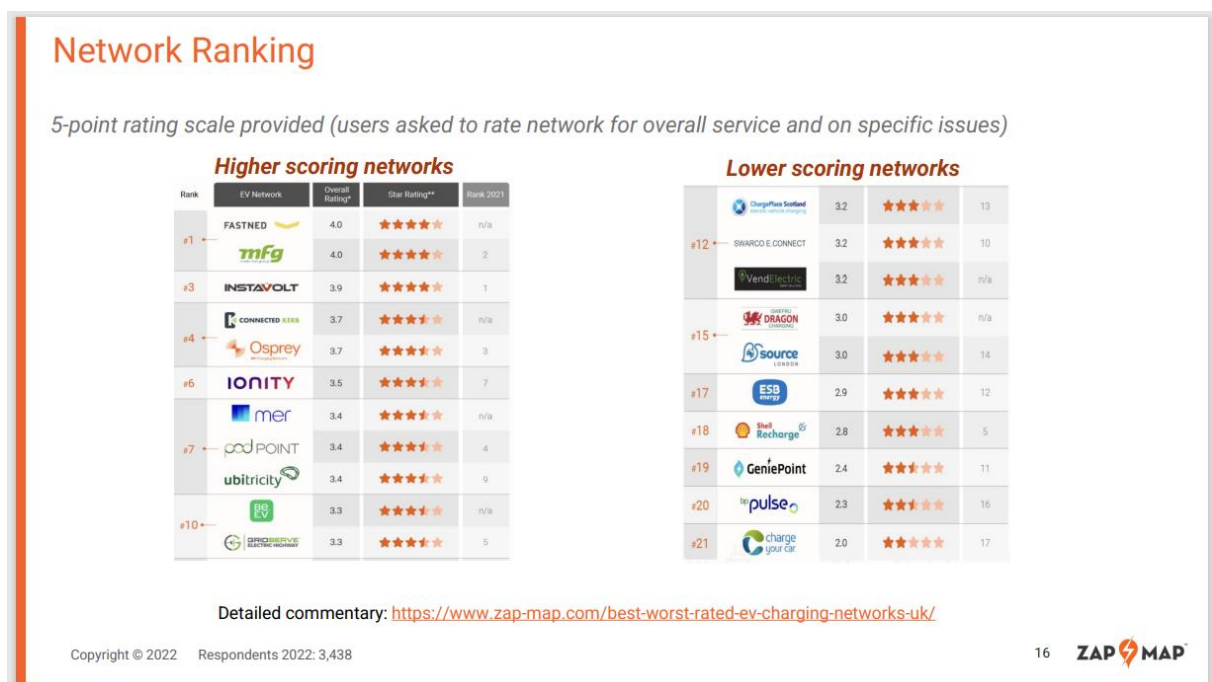 Network Ranking
5-point rating scale provided (users asked to rate network for overall service and on specific issues)
Higher scoring networks
Rank EV Network Overall Rating* Star Rating** Rank 2021
#1
FASTNED 4.0 n/a
mfg 4.0 2
#3 INSTAVOLT 3.9 1
#4
CONNECTED KERB 3.7 n/a
Osprey 3.7 3
#6 IONITY 3.5 7
#7
mer 3.4 n/a
pod POINT 3.4 4
ubitricity 3.4 9
#10
be EV 3.3 n/a
GRIDSERVE ELECTRIC HIGHWAY 3.3 5
Lower scoring networks
#12
ChargePlace Scotland 3.2 13
SWARCO E.CONNECT 3.2 10
VendElectric 3.2 n/a
#15
DRAGON CHARGING 3.0 n/a
source LONDON 3.0 14
#17 ESB energy 2.9 12
#18 Shell Recharge 2.8 5
#19 GeniePoint 2.4 11
#20 bp pulse 2.3 16
#21 charge your car 2.0 17
Detailed commentary: https://www.zap-map.com/best-worst-rated-ev-charging-networks-uk/
Copyright © 2022 Respondents 2022: 3,438
16 ZAP MAP